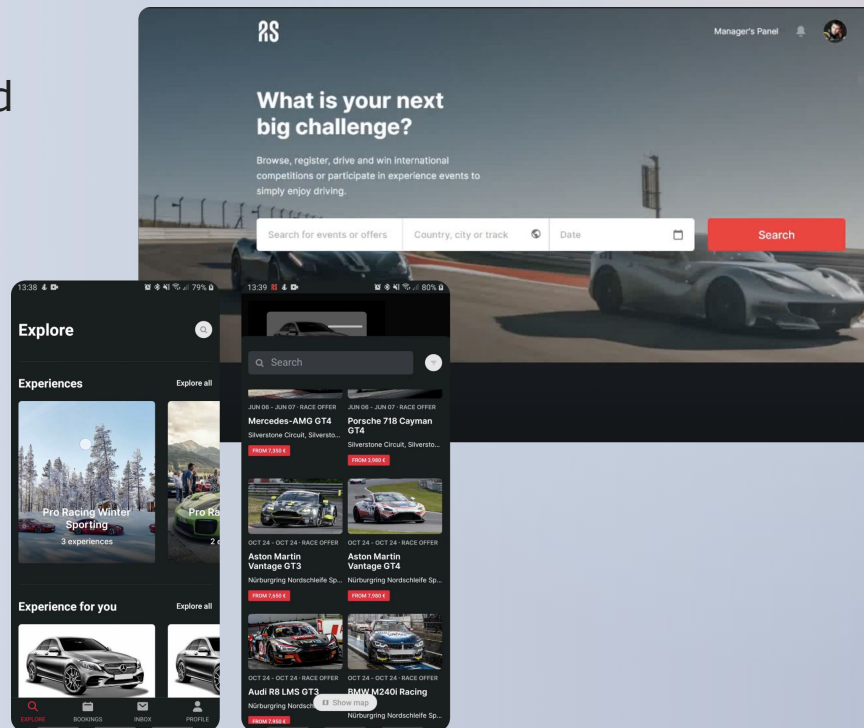 RS
Manager's Panel
What is your next
big challenge?
Browse, register, drive and win international
competitions or participate in experience events to
simply enjoy driving.
Search for events or offers
Country, city or track
Date
Search
13:38
79%
Explore
Experiences
Explore all
Pro Racing Winter
Sporting
3 experiences
Pro Ra
2
Experience for you
Explore all
EXPLORE
BOOKINGS
INBOX
PROFILE
13:39
80%
Search
JUN 06 - JUN 07 · RACE OFFER
Mercedes-AMG GT4
Silverstone Circuit, Silversto...
FROM 7,350 €
JUN 06 - JUN 07 · RACE OFFER
Porsche 718 Cayman
GT4
Silverstone Circuit, Silversto...
OCT 24 - OCT 24 · RACE OFFER
Aston Martin
Vantage GT3
Nürburgring Nordschleife Sp...
FROM 7,650 €
OCT 24 - OCT 24 · RACE OFFER
Aston Martin
Vantage GT4
Nürburgring Nordschleife Sp...
FROM 7,980 €
OCT 24 - OCT 24 · RACE OFFER
Audi R8 LMS GT3
Nürburgring Nordsch
FROM 7,950 €
OCT 24 - OCT 24 · RACE OFFER
BMW M240i Racing
Nürburgring Nordschleife Sp...
Show map